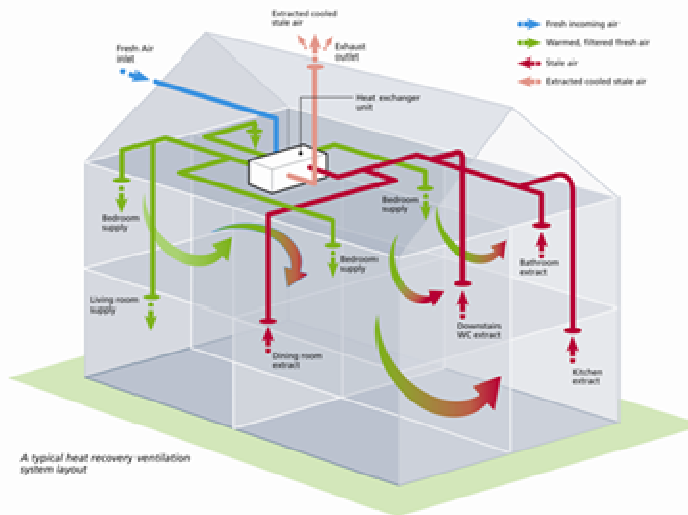 Extracted cooled
stale air
Fresh Air
inlet
Exhaust
outlet
Heat exchanger
unit
Fresh incoming air
Warmed, filtered ffresh air
Stale air
Extracted cooled sttale air
Bedroom
supply
Bedroom
supply
Bedroom
supply
Living room
supply
Dining room
extract
Downstairs
WC extract
Bathroom
extract
Kitchen
extract
A typical heat recovery ventilation
system layout